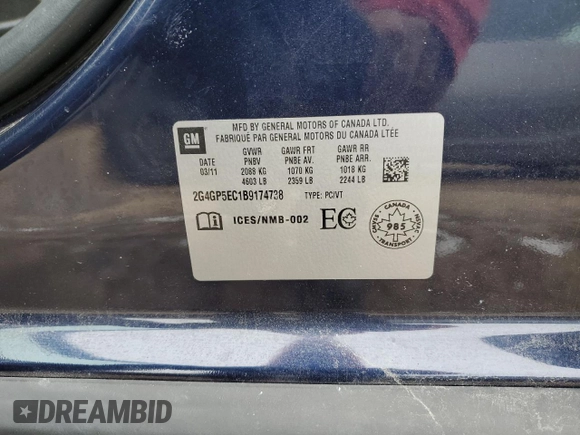 GM
MFD BY GENERAL MOTORS OF CANADA LTD.
FABRIQUÉ PAR GENERAL MOTORS DU CANADA LTÉE
DATE
03/11
GVWR
PNBV
2088 KG
4603 LB
GAWR FRT
PNBE AV.
1070 KG
2359 LB
GAWR RR
PNBE ARR.
1018 KG
2244 LB
2G4GP5EC1B9174738 TYPE: PC/VT
ICES/NMB-002
EC
CANADA
985
TRANSPORT
DREAMBID